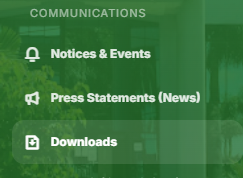 COMMUNICATIONS
Notices & Events
Press Statements (News)
Downloads